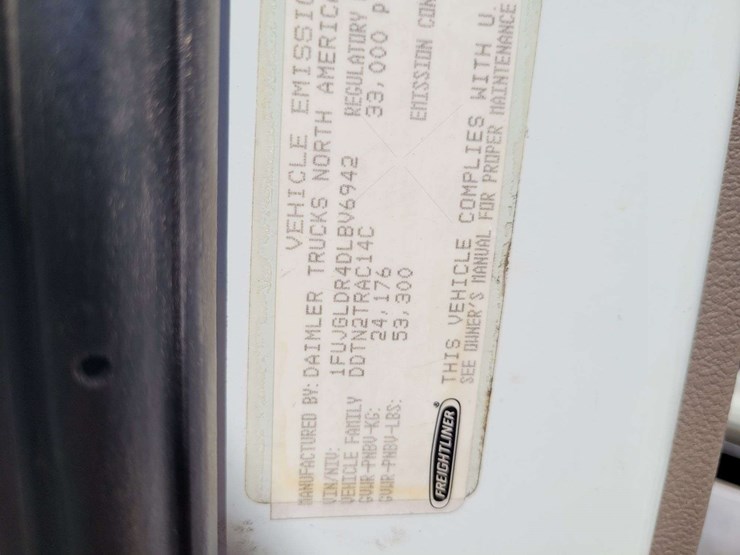 VEHICLE EMISSIO
MANUFACTURED BY: DAIMLER TRUCKS NORTH AMERICA
VIN/NIV: 1FUJGLDR4DLBV6942 REGULATORY
VEHICLE FAMILY DDTN2TRAC14C 33,000 p
GVWR-PNBV-KG: 24,176
GVWR-PNBV-LBS: 53,300 EMISSION CON
FREIGHTLINER
THIS VEHICLE COMPLIES WITH U.
SEE OWNER'S MANUAL FOR PROPER MAINTENANCE